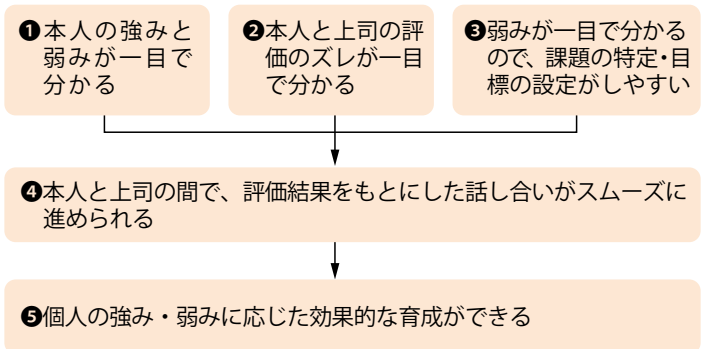 ❶本人の強みと
弱みが一目で
分かる
❷本人と上司の評
価のズレが一目
で分かる
❸弱みが一目で分かる
ので、課題の特定・目
標の設定がしやすい
❹本人と上司の間で、評価結果をもとにした話し合いがスムーズに
進められる
❺個人の強み・弱みに応じた効果的な育成ができる